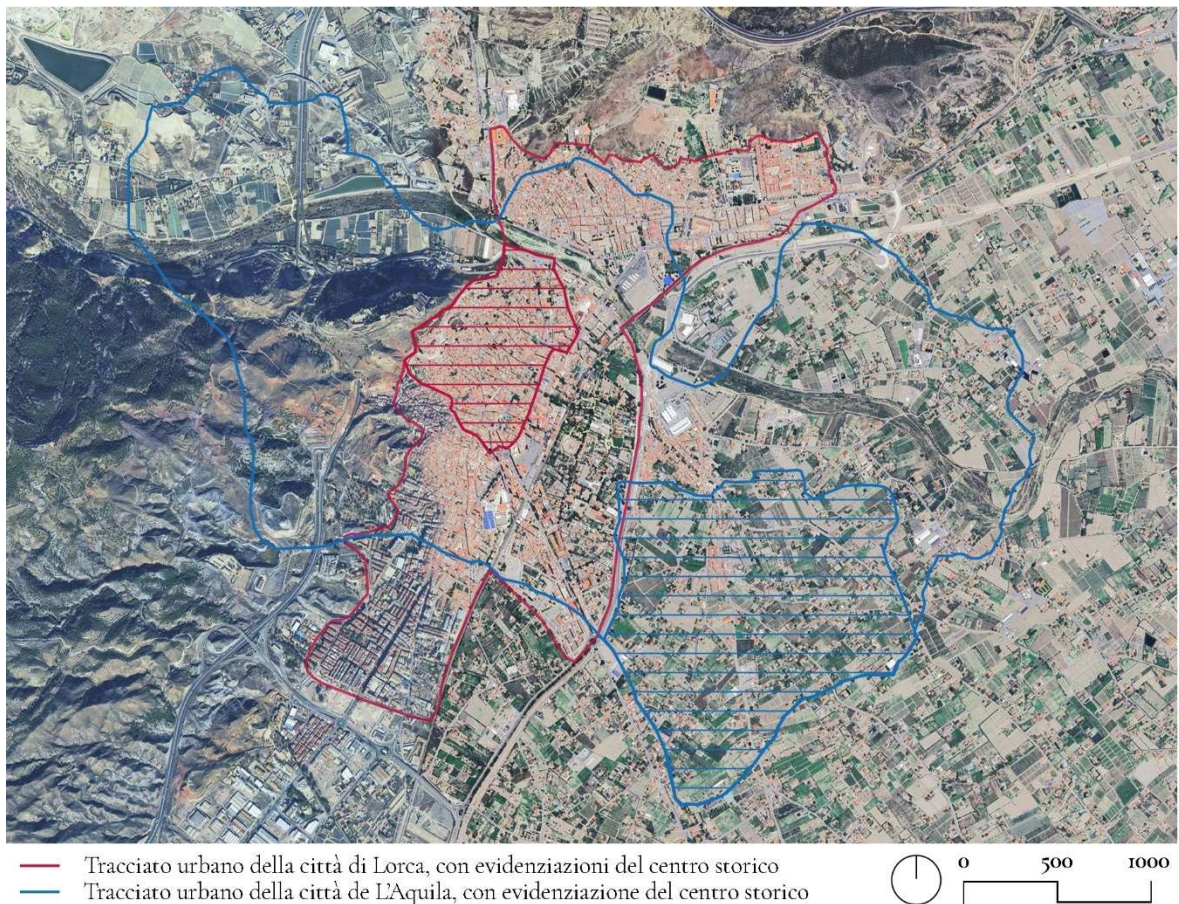 Tracciato urbano della città di Lorca, con evidenziazioni del centro storico
Tracciato urbano della città de L'Aquila, con evidenziazione del centro storico
0 500 1000